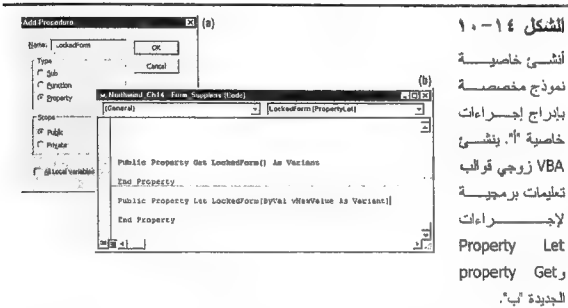 Add Procedure
(a)
Name: LockedForm
OK
Cancel
Type
Sub
Function
Property
Scope
Public
Private
All Local variables
(b)
Northwind_Ch14 - Form_Suppliers (Code)
(General)
LockedForm [PropertyLet]
Public Property Get LockedForm() As Variant
End Property
Public Property Let LockedForm(ByVal vNewValue As Variant)
End Property
الشكل ١٤-١٠
أنشئ خاصية
نموذج مخصصة
بإدراج إجراءات
خاصية "أ". ينشئ
VBA زوجي قوالب
تعليمات برمجية
لإجراءات
Property Let
و property Get
الجديدة "ب".